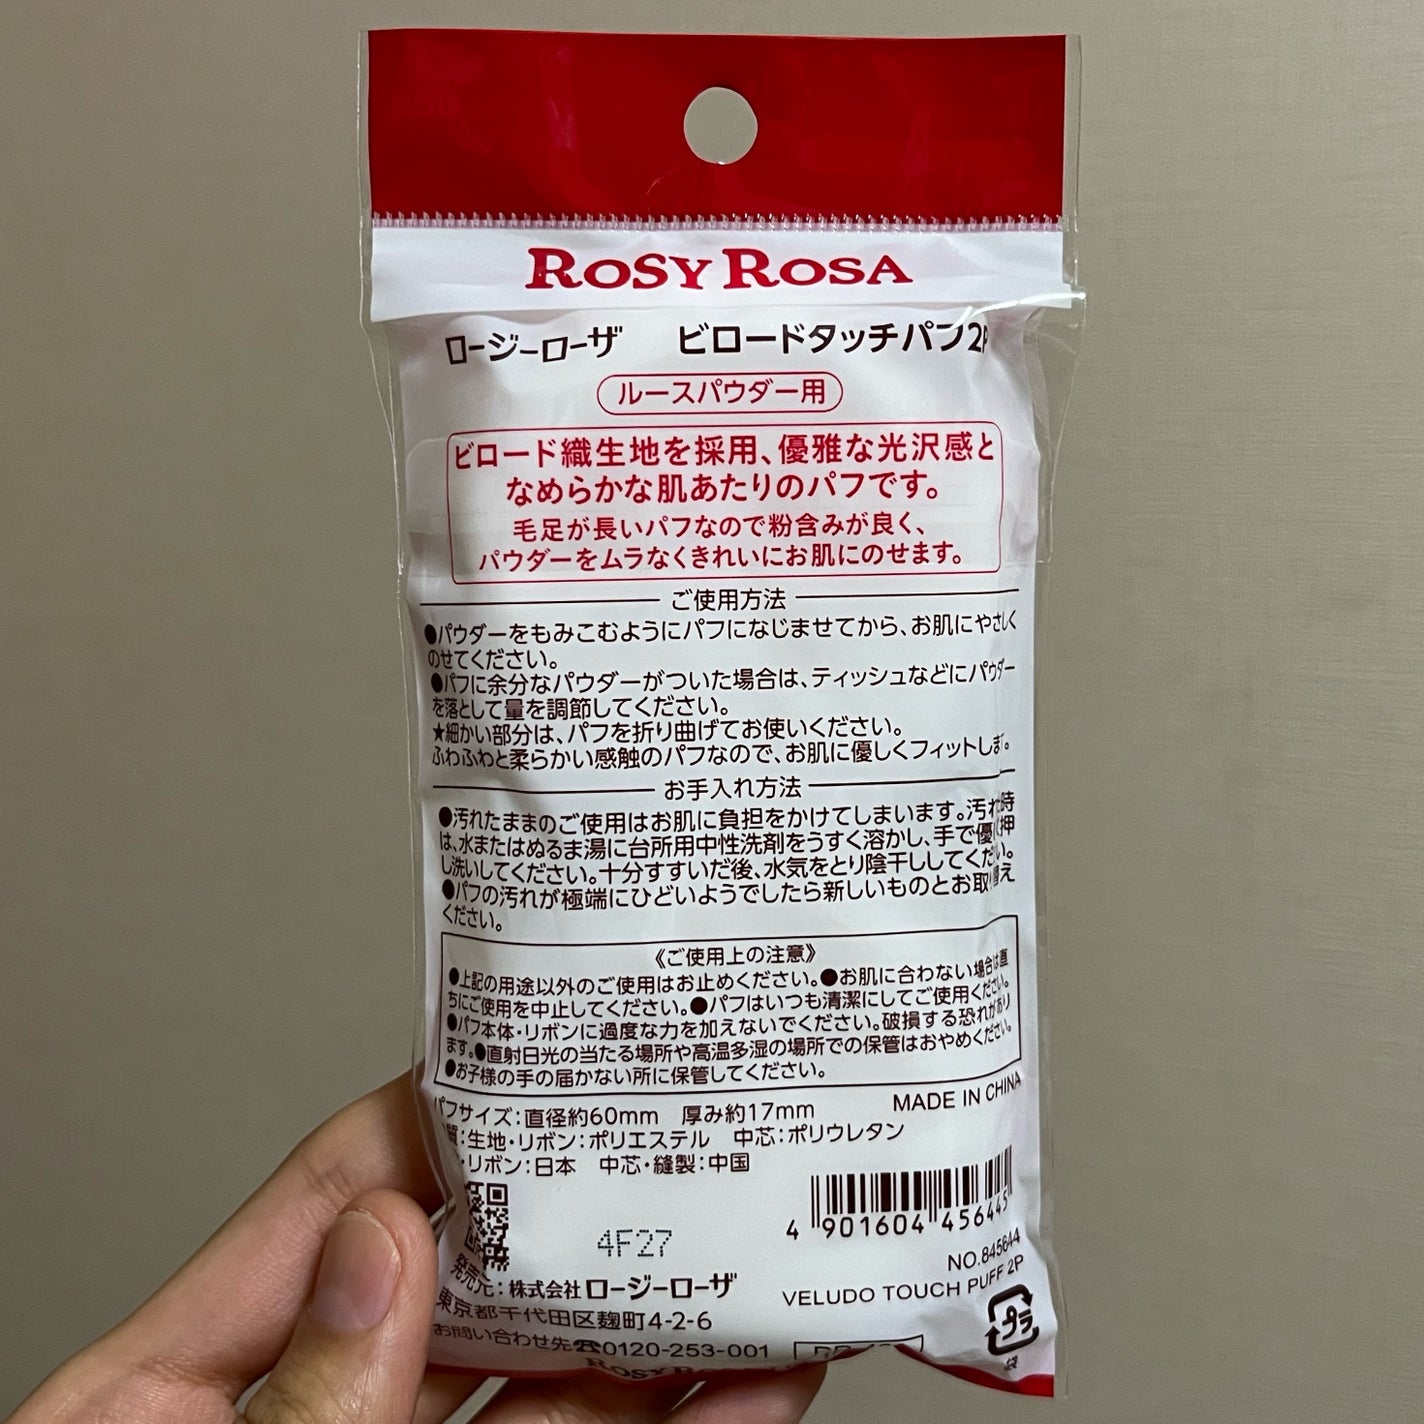 ROSY ROSA
ロージーローザ ビロードタッチパフ2P
ルースパウダー用
ビロード織生地を採用、優雅な光沢感と
なめらかな肌あたりのパフです。
毛足が長いパフなので粉含みが良く、
パウダーをムラなくきれいにお肌にのせます。
ご使用方法
●パウダーをもみこむようにパフになじませてから、お肌にやさしく
のせてください。
●パフに余分なパウダーがついた場合は、ティッシュなどにパウダー
を落として量を調節してください。
★細かい部分は、パフを折り曲げてお使いください。
ふわふわと柔らかい感触のパフなので、お肌に優しくフィットします。
お手入れ方法
●汚れたままのご使用はお肌に負担をかけてしまいます。汚れた時
は、水またはぬるま湯に台所用中性洗剤をうすく溶かし、手で優しく押
し洗いしてください。十分すすいだ後、水気をとり陰干ししてください。
●パフの汚れが極端にひどいようでしたら新しいものとお取り替え
ください。
《ご使用上の注意》
●上記の用途以外のご使用はお止めください。●お肌に合わない場合は直
ちにご使用を中止してください。●パフはいつも清潔にしてご使用ください。
●パフ本体・リボンに過度な力を加えないでください。破損する恐れがあり
ます。●直射日光の当たる場所や高温多湿の場所での保管はおやめください。
●お子様の手の届かない所に保管してください。
パフサイズ:直径約60mm 厚み約17mm MADE IN CHINA
質:生地・リボン:ポリエステル 中芯:ポリウレタン
・リボン:日本 中芯・縫製:中国
4 901604 456445
4F27
NO.845644
VELUDO TOUCH PUFF 2P
発売元:株式会社ロージーローザ
東京都千代田区麹町4-2-6
お問い合わせ先☎0120-253-001
プラ
袋
ROSY R